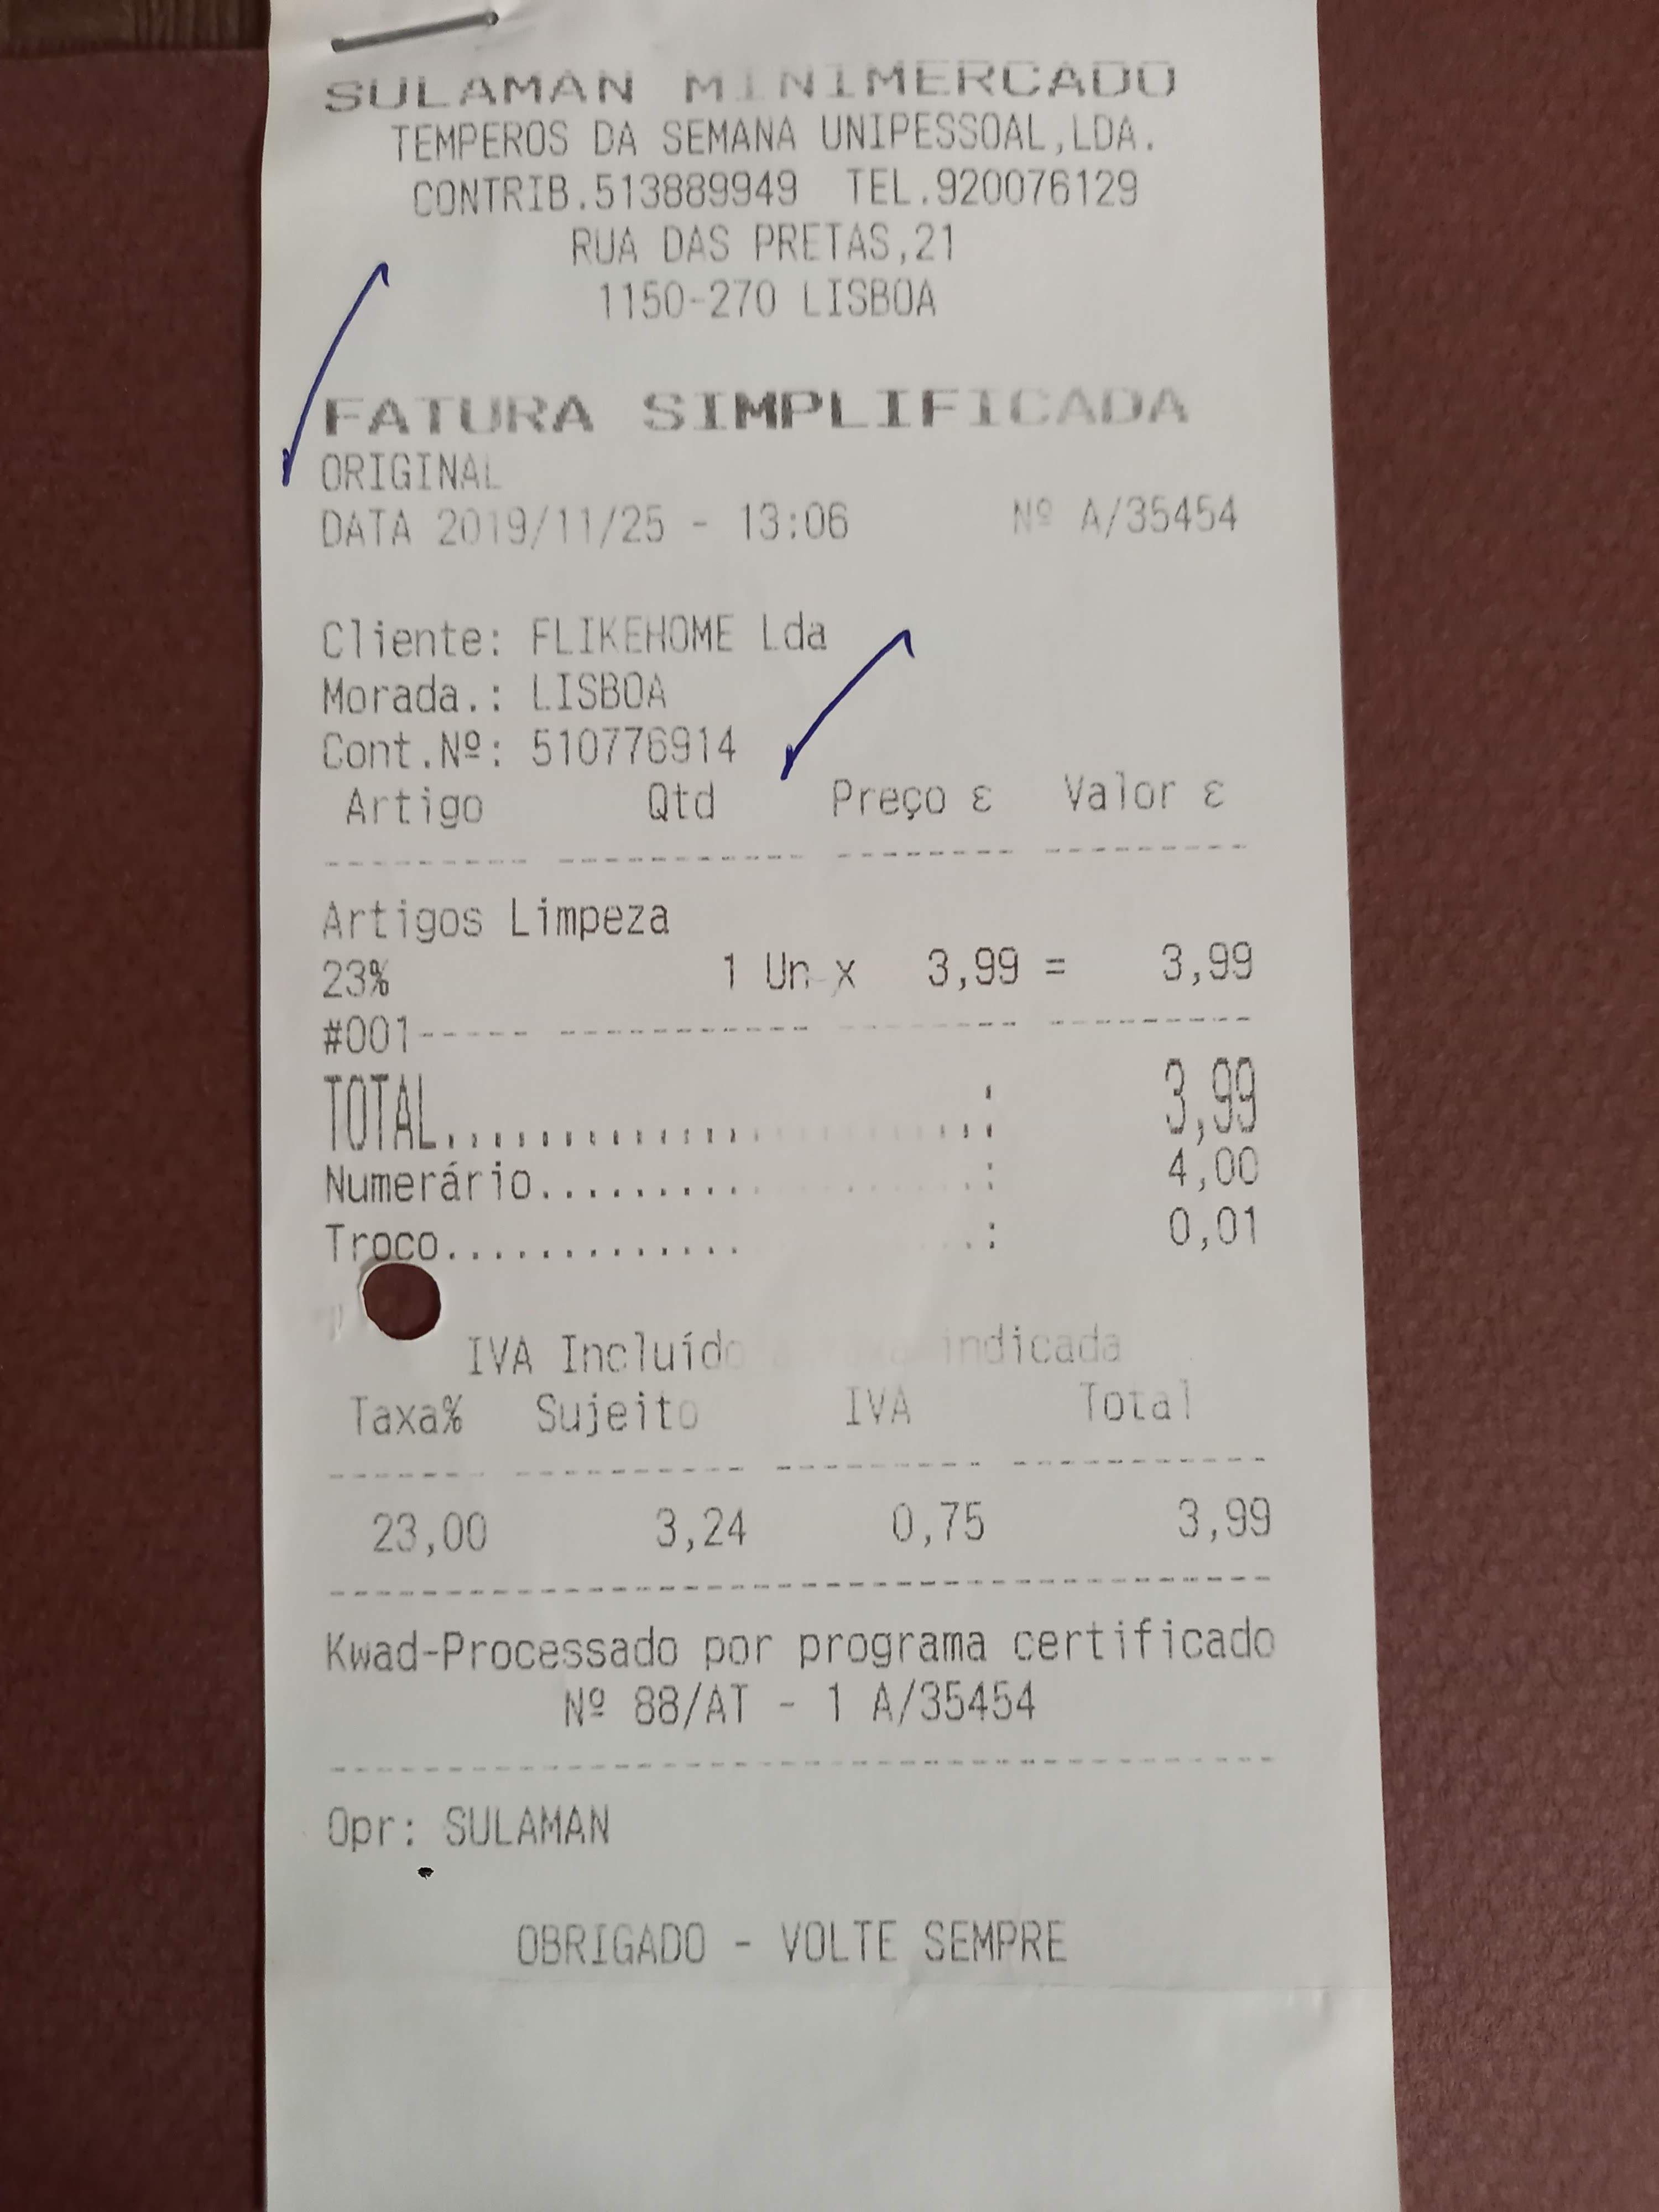 SULAMAN MINIMERCADO
TEMPEROS DA SEMANA UNIPESSOAL,LDA.
CONTRIB.513889949 TEL.920076129
RUA DAS PRETAS,21
1150-270 LISBOA
FATURA SIMPLIFICADA
ORIGINAL
DATA 2019/11/25 - 13:06 Nº A/35454
Cliente: FLIKEHOME Lda
Morada.: LISBOA
Cont.Nº: 510776914
Artigo Qtd Preço ε Valor ε
Artigos Limpeza
23% 1 Un x 3,99 = 3,99
#001
TOTAL.......................: 3,99
Numerário...................: 4,00
Troco.......................: 0,01
IVA Incluído indicada
Taxa% Sujeito IVA Total
23,00 3,24 0,75 3,99
Kwad-Processado por programa certificado
Nº 88/AT - 1 A/35454
Opr: SULAMAN
OBRIGADO - VOLTE SEMPRE